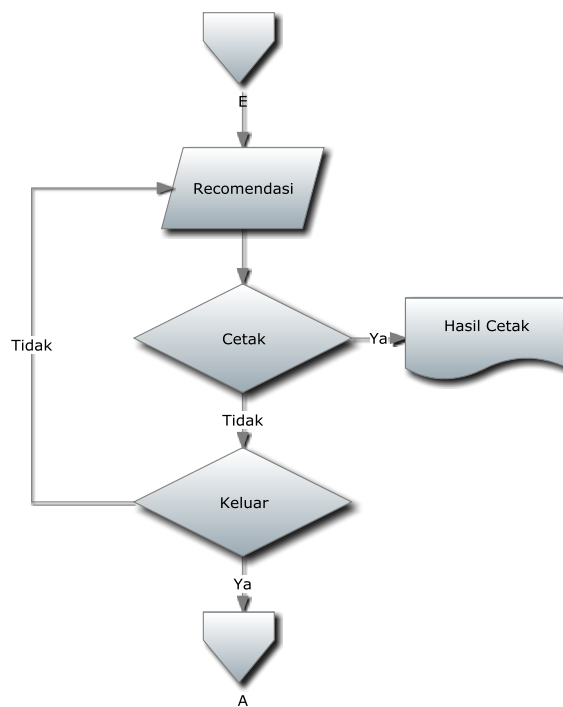 E
Recomendasi
Cetak
Ya
Hasil Cetak
Tidak
Tidak
Keluar
Ya
A